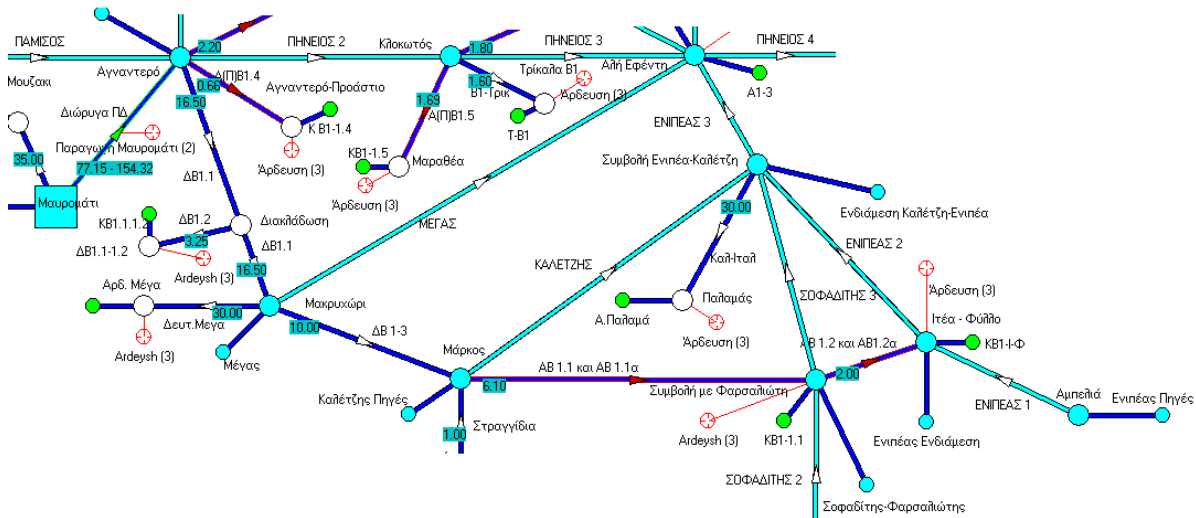 ΠΑΜΙΣΟΣ
2.20
ΠΗΝΕΙΟΣ 2
Κλοκωτός
1.80
ΠΗΝΕΙΟΣ 3
Αλή Εφέντη
ΠΗΝΕΙΟΣ 4
Μουζακι
Αγναντερό
Α(Π)Β1.4
0.66
Αγναντερό-Προάστιο
16.50
1.60
Τρίκαλα Β1
Β1-Τρικ
Άρδευση (3)
Α1-3
1.69
Α(Π)Β1.5
Διώρυγα ΠΔ
Κ Β1-1.4
Τ-Β1
ΕΝΙΠΕΑΣ 3
Παραγωγή Μαυρομάτι (2)
35.00
77.15 - 154.32
Άρδευση (3)
ΚΒ1-1.5
Μαραθέα
Συμβολή Ενιπέα-Καλέτζη
ΔΒ1.1
Άρδευση (3)
Μαυρομάτι
30.00
Ενδιάμεση Καλέτζη-Ενιπέα
ΚΒ1.1.1.2
ΔΒ1.2
Διακλάδωση
ΜΕΓΑΣ
3.25
ΔΒ1.1-1.2
ΔΒ1.1
ΕΝΙΠΕΑΣ 2
Καλ-Ιταλ
ΚΑΛΕΤΖΗΣ
16.50
Ardeysh (3)
Αρδ. Μέγα
Άρδευση (3)
Παλαμάς
ΣΟΦΑΔΙΤΗΣ 3
Μακρυχώρι
30.00
Δευτ.Μεγα
10.00
ΔΒ 1-3
Α.Παλαμά
Ιτέα - Φύλλο
Ardeysh (3)
Μέγας
Μάρκος
Άρδευση (3)
ΑΒ 1.2 και ΑΒ1.2α
ΚΒ1-Ι-Φ
ΑΒ 1.1 και ΑΒ 1.1α
2.00
6.10
Καλέτζης Πηγές
Συμβολή με Φαρσαλιώτη
ΕΝΙΠΕΑΣ 1
Αμπελιά
Ενιπέας Πηγές
1.00
Στραγγίδια
Ardeysh (3)
ΚΒ1-1.1
Ενιπέας Ενδιάμεση
ΣΟΦΑΔΙΤΗΣ 2
Σοφαδίτης-Φαρσαλιώτης